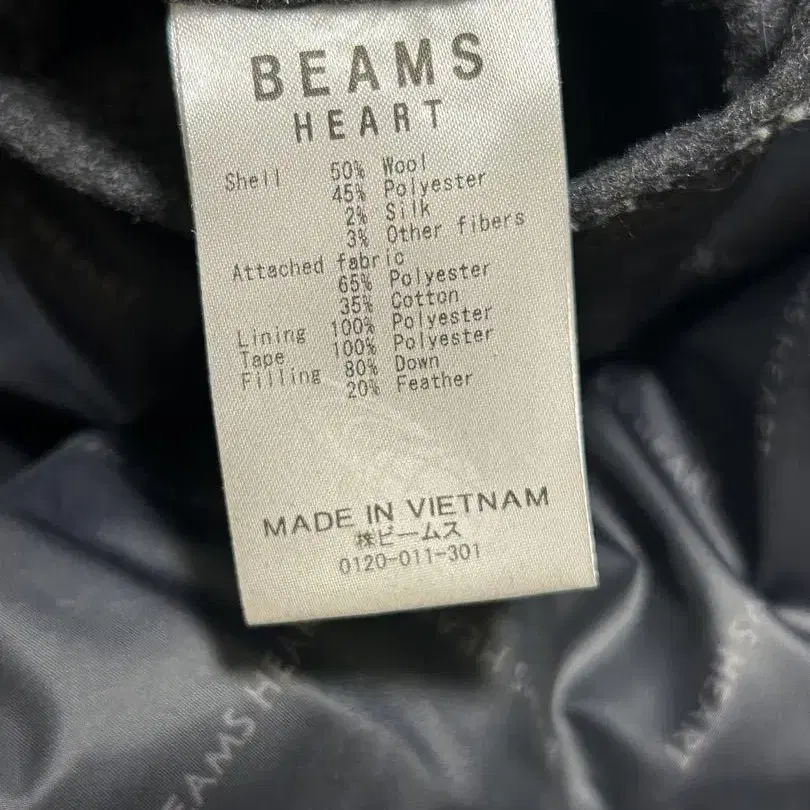 BEAMS
HEART
Shell 50% Wool
45% Polyester
2% Silk
3% Other fibers
Attached fabric
65% Polyester
35% Cotton
Lining 100% Polyester
Tape 100% Polyester
Filling 80% Down
20% Feather
MADE IN VIETNAM
㈱ビームス
0120-011-301
EAMS HEA